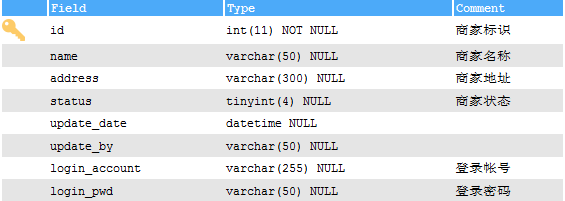 Field Type Comment
id int(11) NOT NULL 商家标识
name varchar(50) NULL 商家名称
address varchar(300) NULL 商家地址
status tinyint(4) NULL 商家状态
update_date datetime NULL
update_by varchar(50) NULL
login_account varchar(255) NULL 登录帐号
login_pwd varchar(50) NULL 登录密码